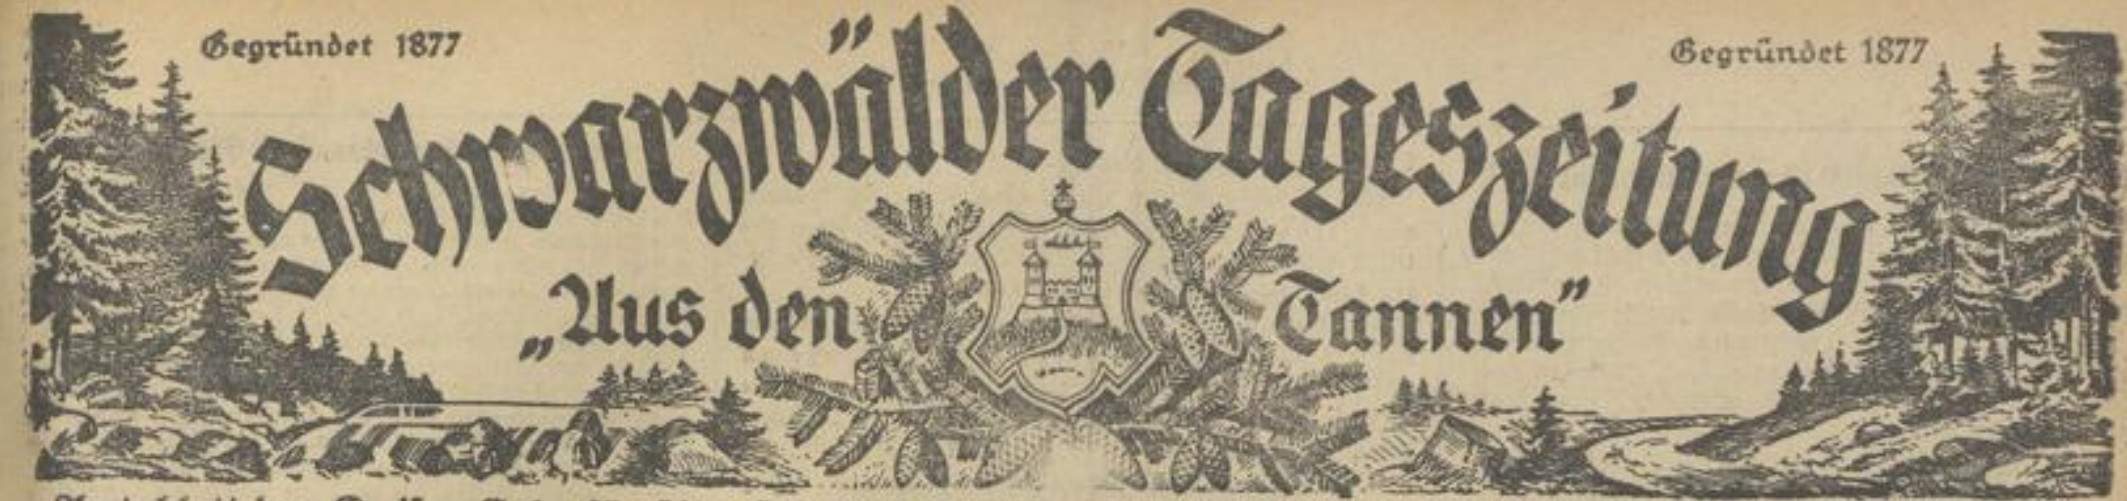 Gegründet 1877
Gegründet 1877
Schwarzwälder Tageszeitung
„Aus den Tannen“